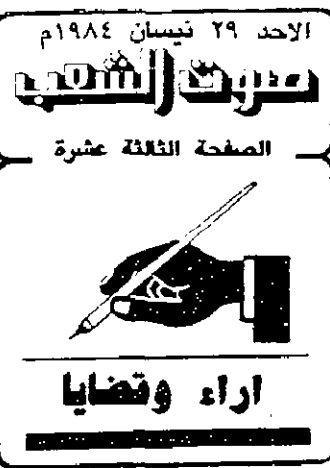 الاحد ٢٩ نيسان ١٩٨٤م
صوت الشعب
الصفحة الثالثة عشرة
اراء وقضايا